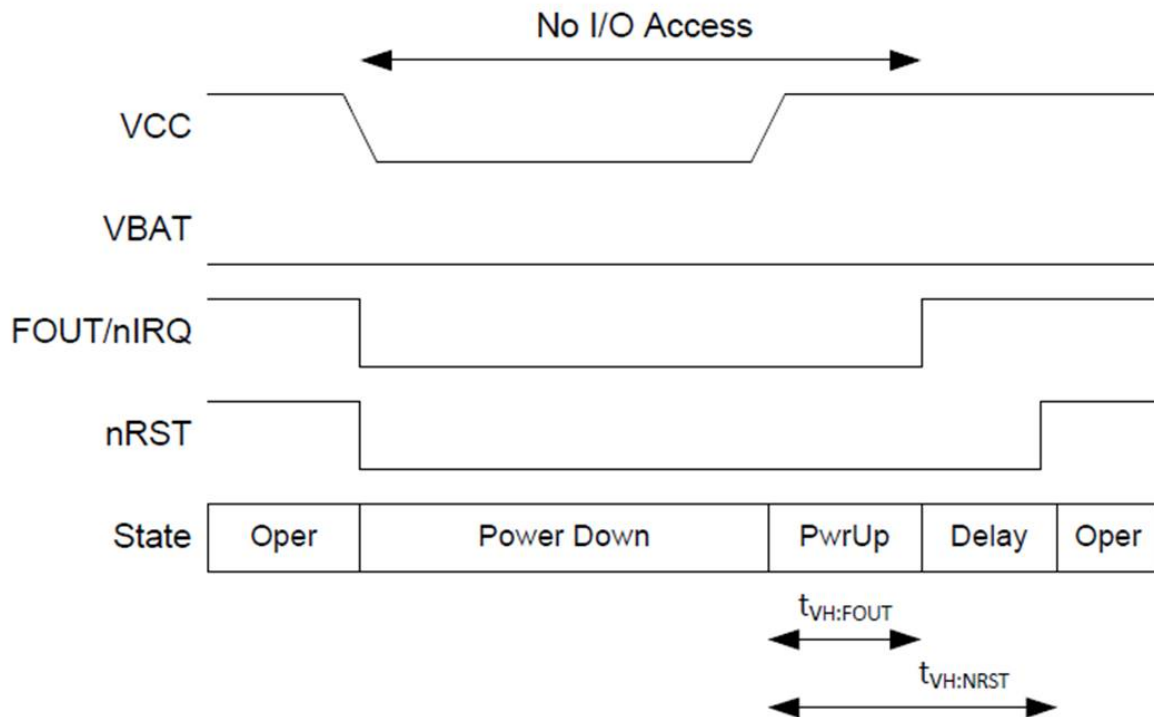 No I/O Access
VCC
VBAT
FOUT/nIRQ
nRST
State Oper Power Down PwrUp Delay Oper
tVH:FOUT
tVH:NRST